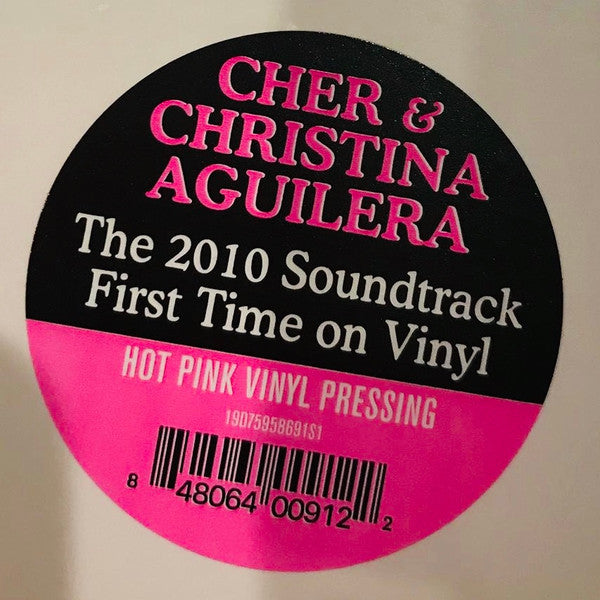 CHER &
CHRISTINA
AGUILERA
The 2010 Soundtrack
First Time on Vinyl
HOT PINK VINYL PRESSING
19075958691S1
8 48064 00912 2